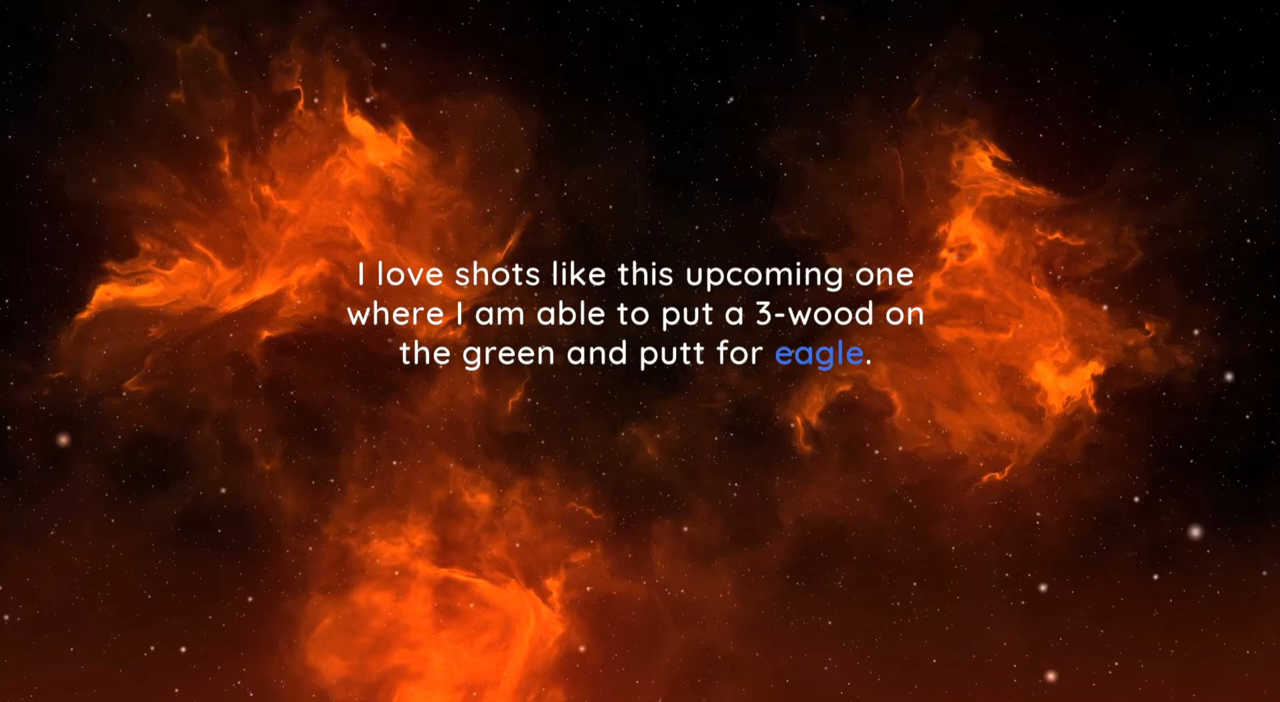 I love shots like this upcoming one
where I am able to put a 3-wood on
the green and putt for eagle.